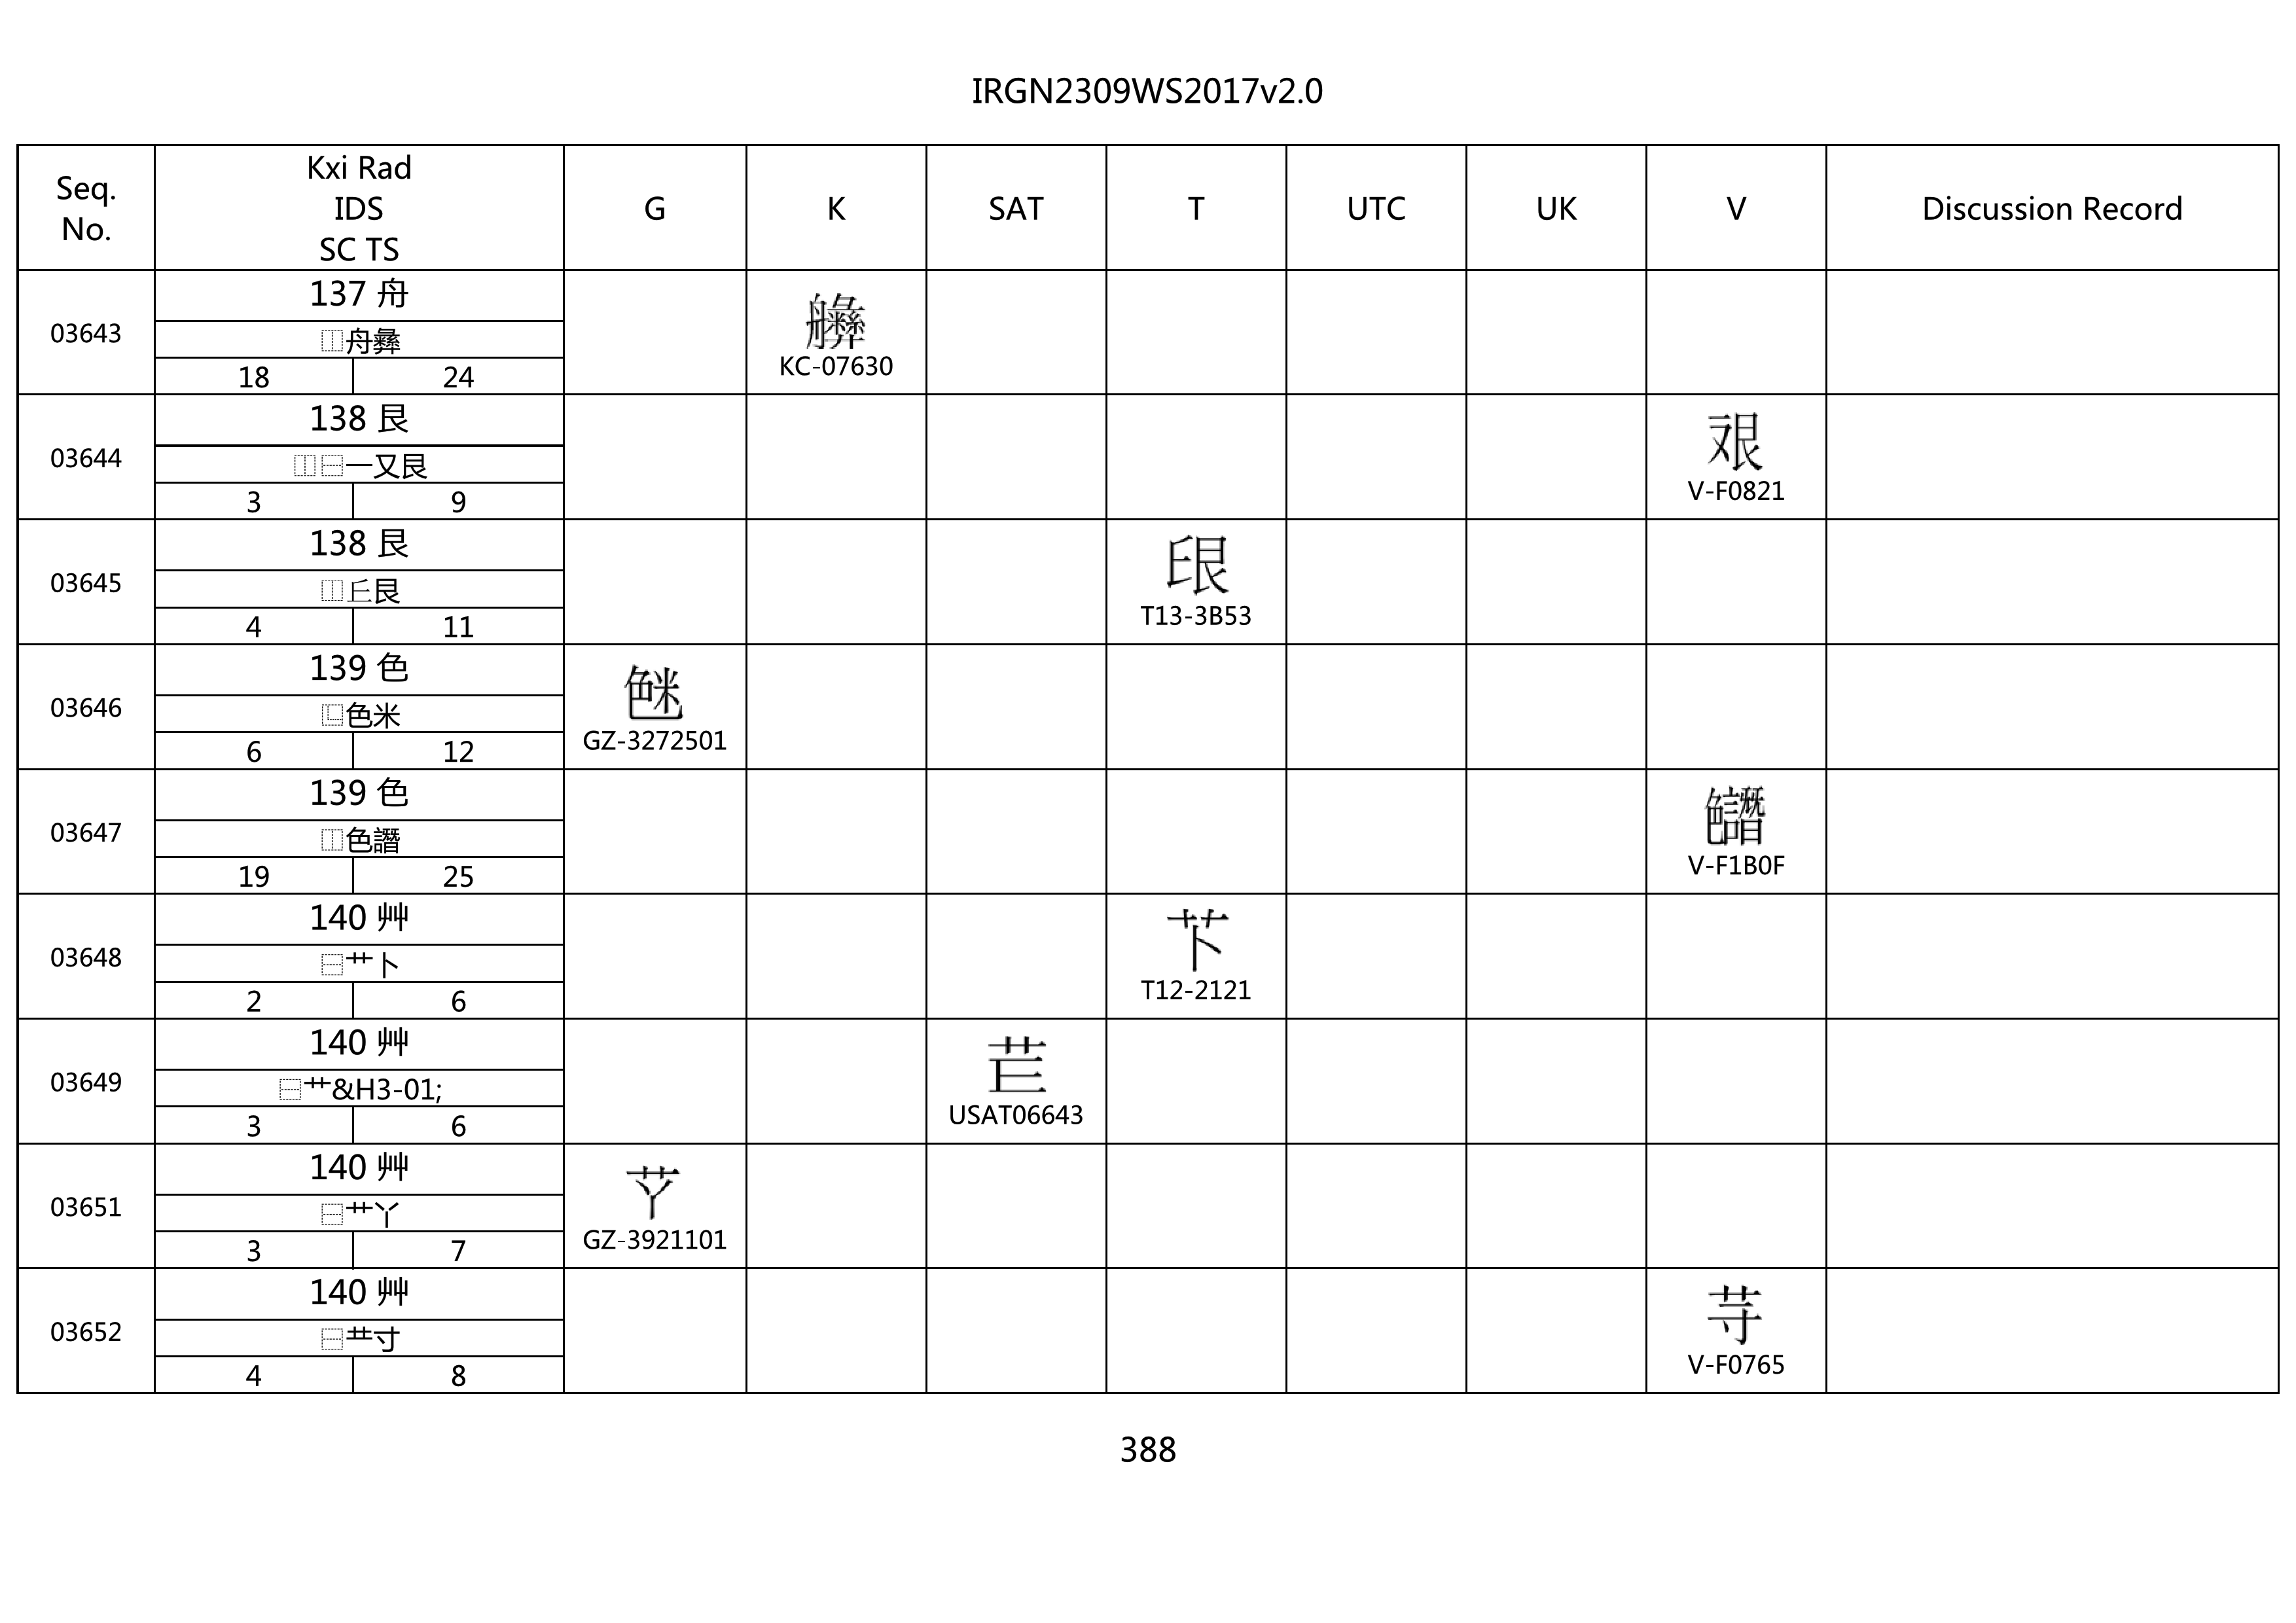 IRGN2309WS2017v2.0
Seq. No.
Kxi Rad
IDS
SC TS
G K SAT T UTC UK V Discussion Record
03643
137 舟
⿰舟彝
18 24
KC-07630
03644
138 艮
⿰⿱一又艮
3 9
V-F0821
03645
138 艮
⿰𠂔艮
4 11
T13-3B53
03646
139 色
⿺色米
6 12
GZ-3272501
03647
139 色
⿰色譖
19 25
V-F1B0F
03648
140 艸
⿱艹卜
2 6
T12-2121
03649
140 艸
⿱艹&H3-01;
3 6
USAT06643
03651
140 艸
⿱艹丫
3 7
GZ-3921101
03652
140 艸
⿱龷寸
4 8
V-F0765
388